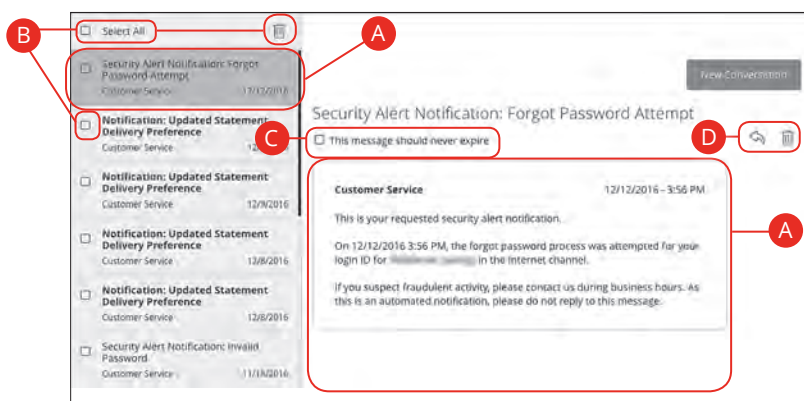 B
Select All
A
Security Alert Notification: Forgot
Password Attempt
Customer Service 12/12/2016
New Conversation
Notification: Updated Statement
Delivery Preference
Customer Service
Security Alert Notification: Forgot Password Attempt
C
This message should never expire
D
Notification: Updated Statement
Delivery Preference
Customer Service 12/9/2016
Notification: Updated Statement
Delivery Preference
Customer Service 12/8/2016
Notification: Updated Statement
Delivery Preference
Customer Service 12/8/2016
Security Alert Notification: Invalid
Password
Customer Service
Customer Service 12/12/2016 - 3:56 PM
This is your requested security alert notification.
On 12/12/2016 3:56 PM, the forgot password process was attempted for your
login ID for in the Internet channel.
If you suspect fraudulent activity, please contact us during business hours. As
this is an automated notification, please do not reply to this message.
A